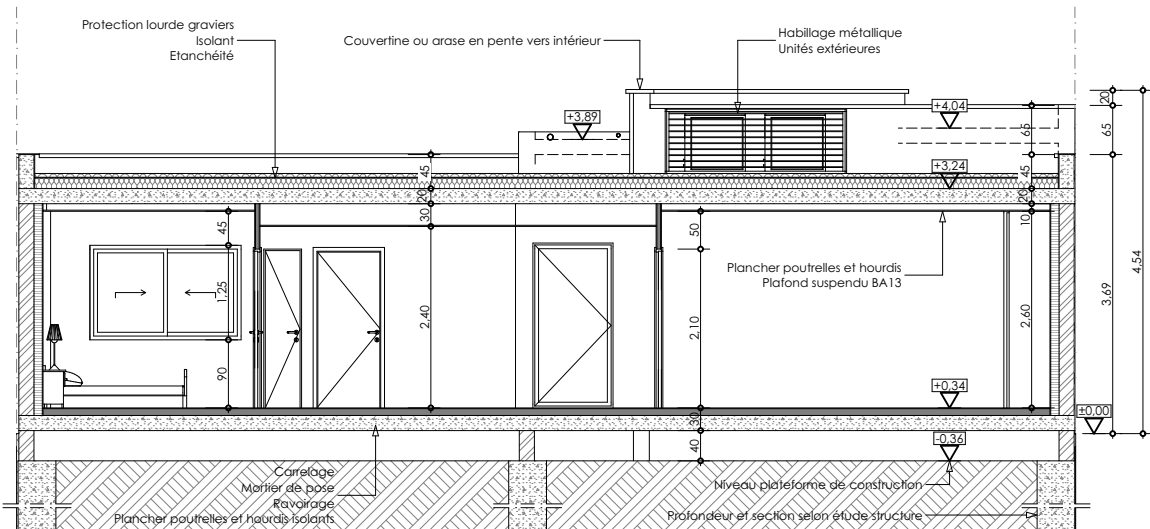 Protection lourde graviers
Isolant
Etanchéité
Couvertine ou arase en pente vers intérieur
Habillage métallique
Unités extérieures
+3,89
+4,04
20
65
65
45
45
+3,24
20
20
45
30
50
10
Plancher poutrelles et hourdis
Plafond suspendu BA13
4,54
3,69
1,25
2,40
2,10
2,60
90
+0,34
±0,00
30
40
-0,36
Carrelage
Mortier de pose
Ravoirage
Plancher poutrelles et hourdis isolants
Niveau plateforme de construction
Profondeur et section selon étude structure